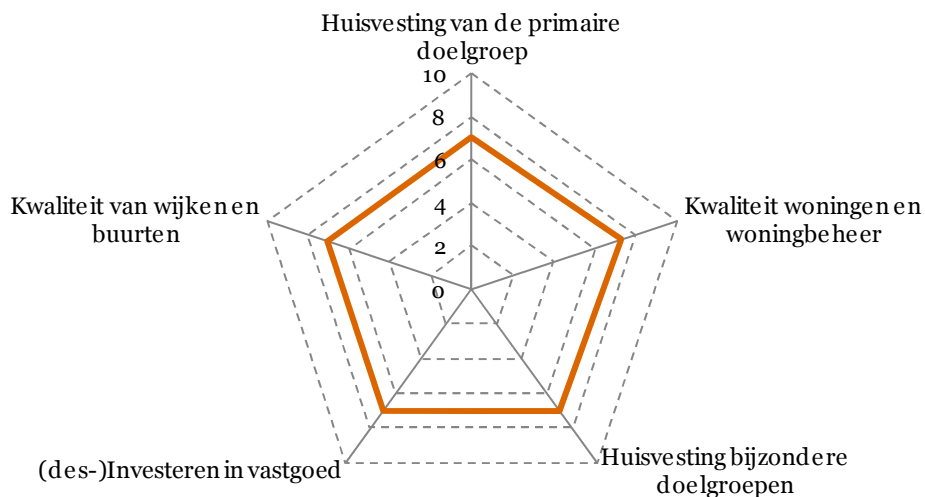 Huisvesting van de primaire
doelgroep
10
8
6
4
2
0
Kwaliteit van wijken en
buurten
Kwaliteit woningen en
woningbeheer
(des-)Investeren in vastgoed
Huisvesting bijzondere
doelgroepen